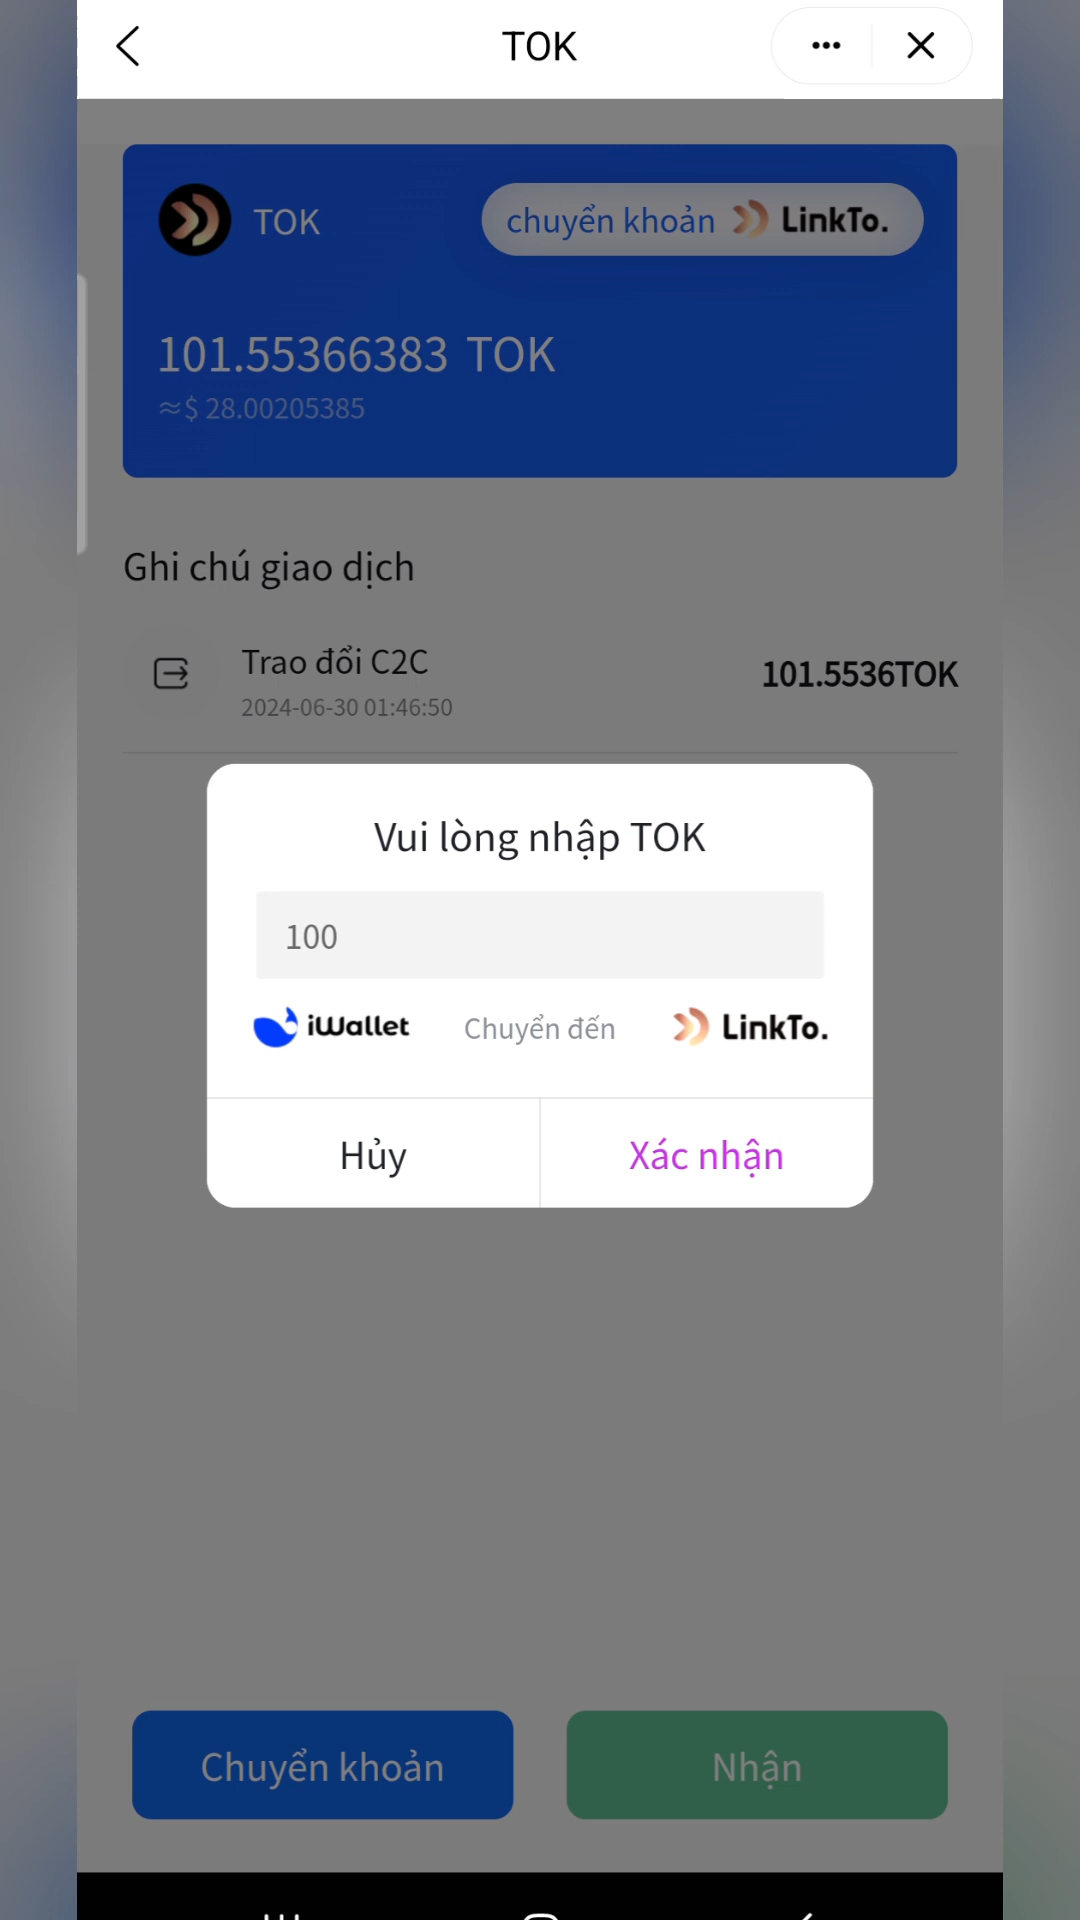 TOK
TOK
chuyển khoản LinkTo.
101.55366383 TOK
≈$ 28.00205385
Ghi chú giao dịch
Trao đổi C2C
101.5536TOK
2024-06-30 01:46:50
Vui lòng nhập TOK
100
iWallet Chuyển đến LinkTo.
Hủy Xác nhận
Chuyển khoản Nhận